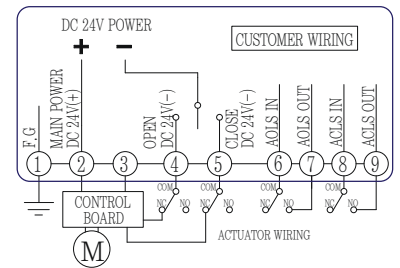 DC 24V POWER
+ −
CUSTOMER WIRING
F.G
MAIN POWER
DC 24V(+)
OPEN
DC 24V(-)
CLOSE
DC 24V(-)
AOLS IN
AOLS OUT
ACLS IN
ACLS OUT
1 2 3 4 5 6 7 8 9
COM COM COM COM
CONTROL
BOARD
NC NO NC NO NC NO NC NO
ACTUATOR WIRING
M